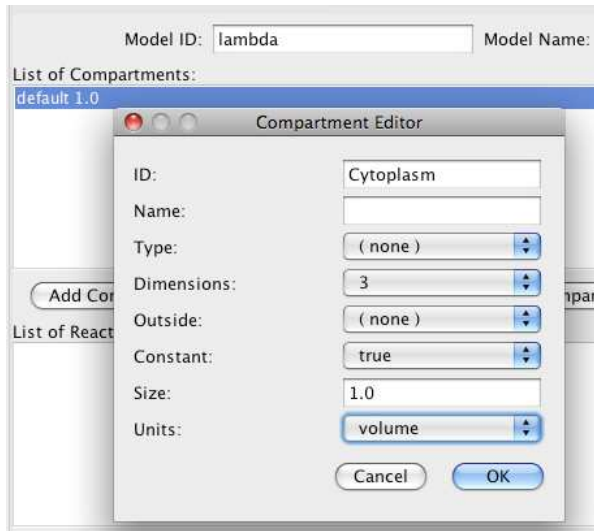 Model ID: lambda Model Name:
List of Compartments:
default 1.0
Compartment Editor
ID: Cytoplasm
Name:
Type: ( none )
Dimensions: 3
Outside: ( none )
Constant: true
Size: 1.0
Units: volume
Cancel OK
Add
List of